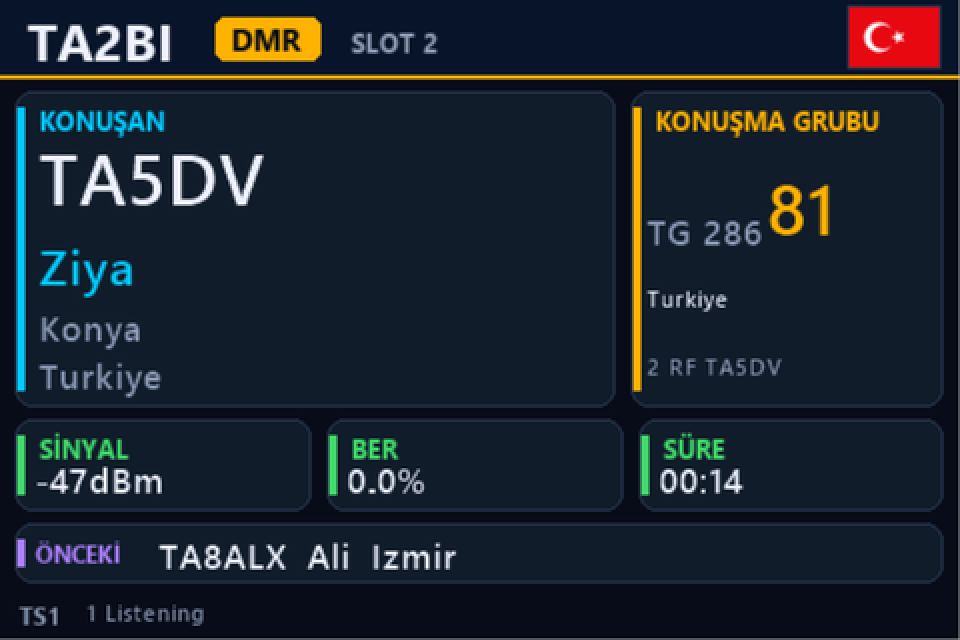 TA2BI DMR SLOT 2
KONUŞAN
TA5DV
Ziya
Konya
Turkiye
KONUŞMA GRUBU
TG 286 81
Turkiye
2 RF TA5DV
SİNYAL
-47dBm
BER
0.0%
SÜRE
00:14
ÖNCEKİ TA8ALX Ali Izmir
TS1 1 Listening